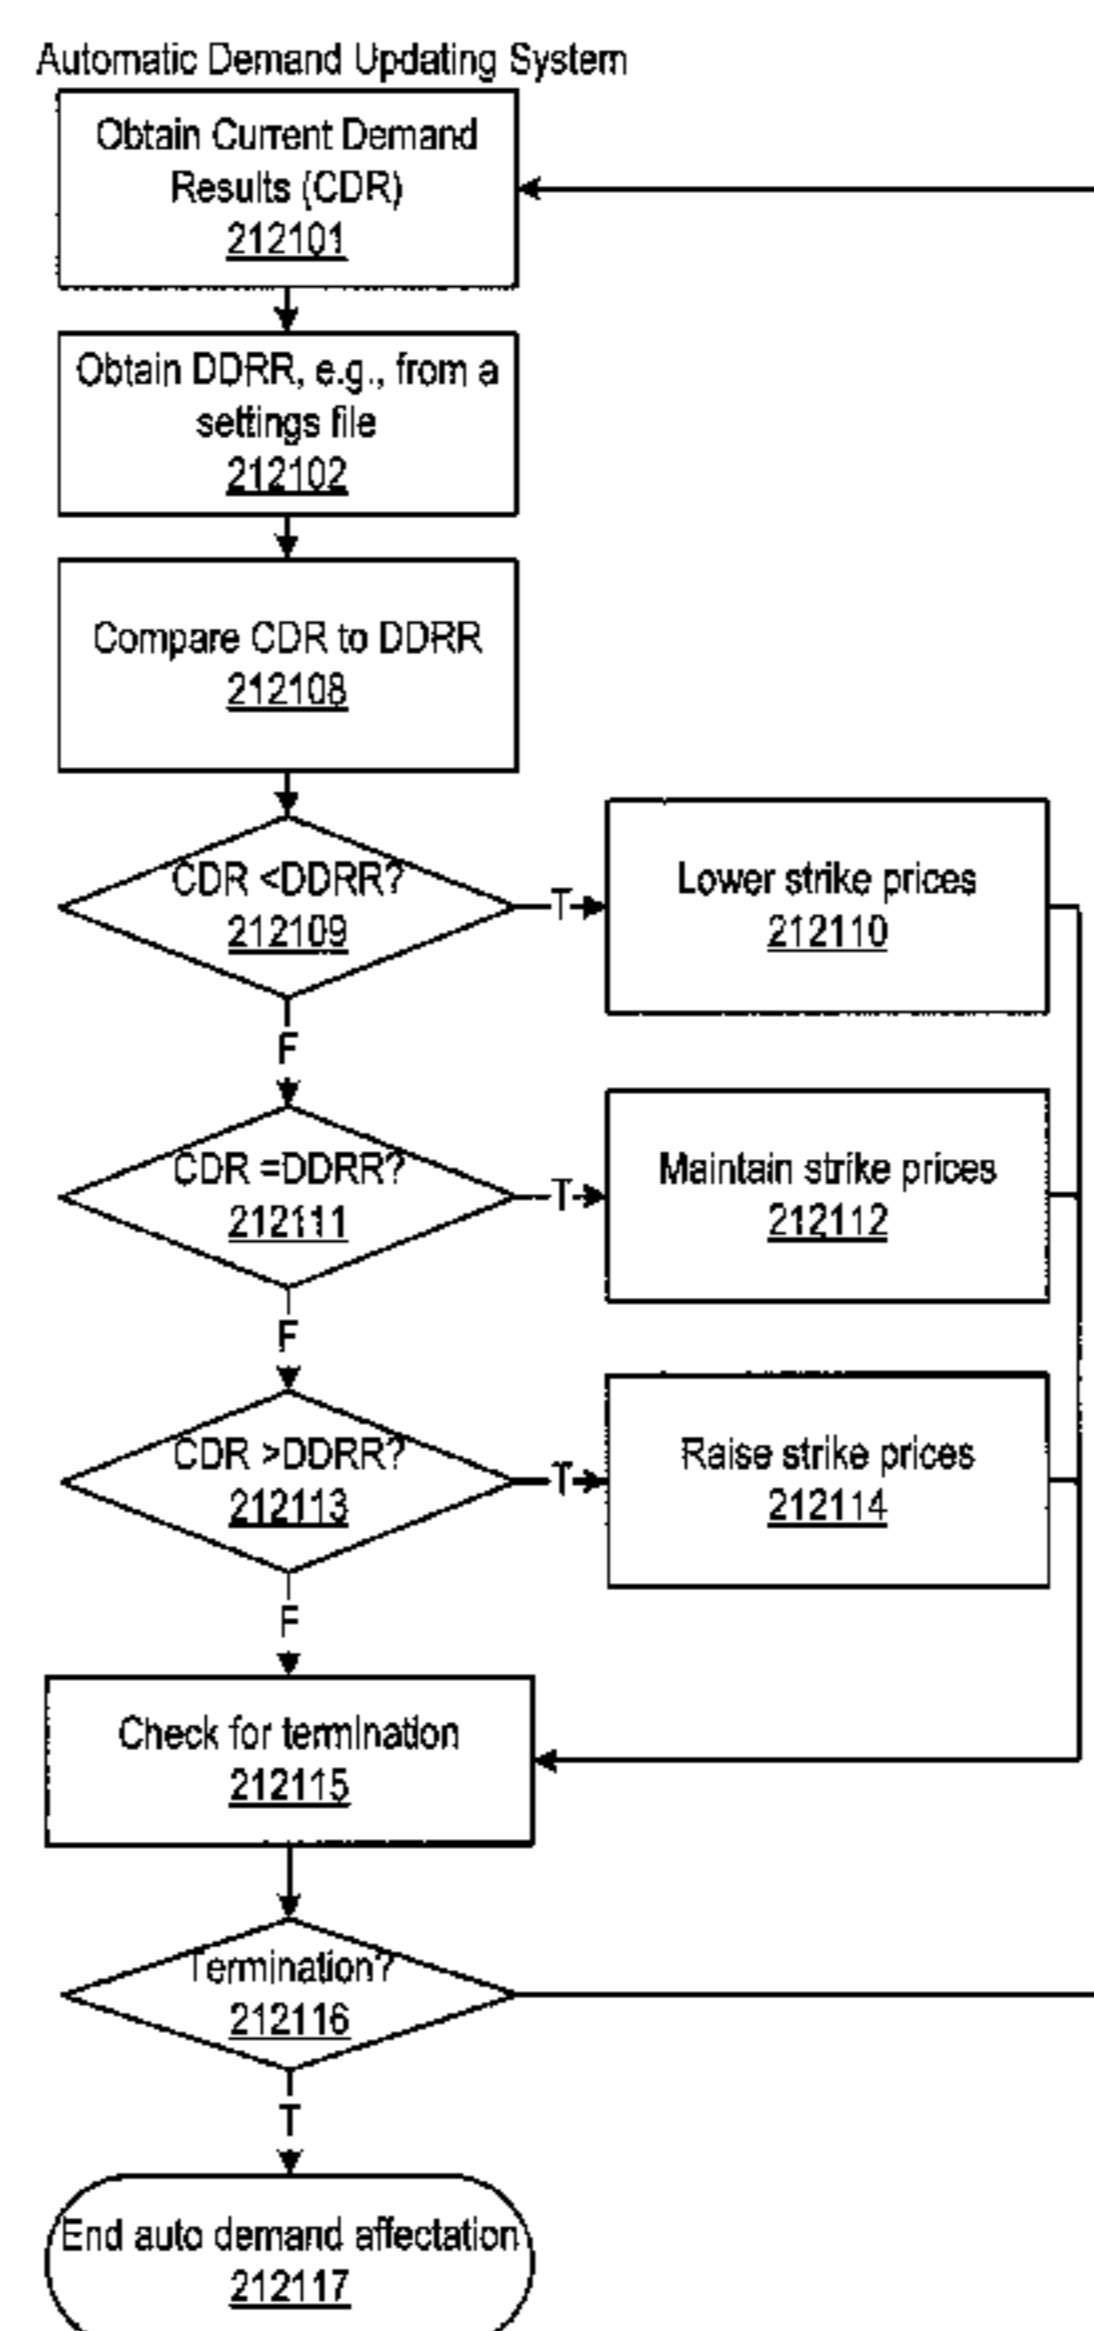 Automatic Demand Updating System
Obtain Current Demand
Results (CDR)
212101
Obtain DDRR, e.g., from a
settings file
212102
Compare CDR to DDRR
212108
CDR <DDRR?
212109
T
Lower strike prices
212110
F
CDR =DDRR?
212111
T
Maintain strike prices
212112
F
CDR >DDRR?
212113
T
Raise strike prices
212114
F
Check for termination
212115
Termination?
212116
T
End auto demand affectation
212117